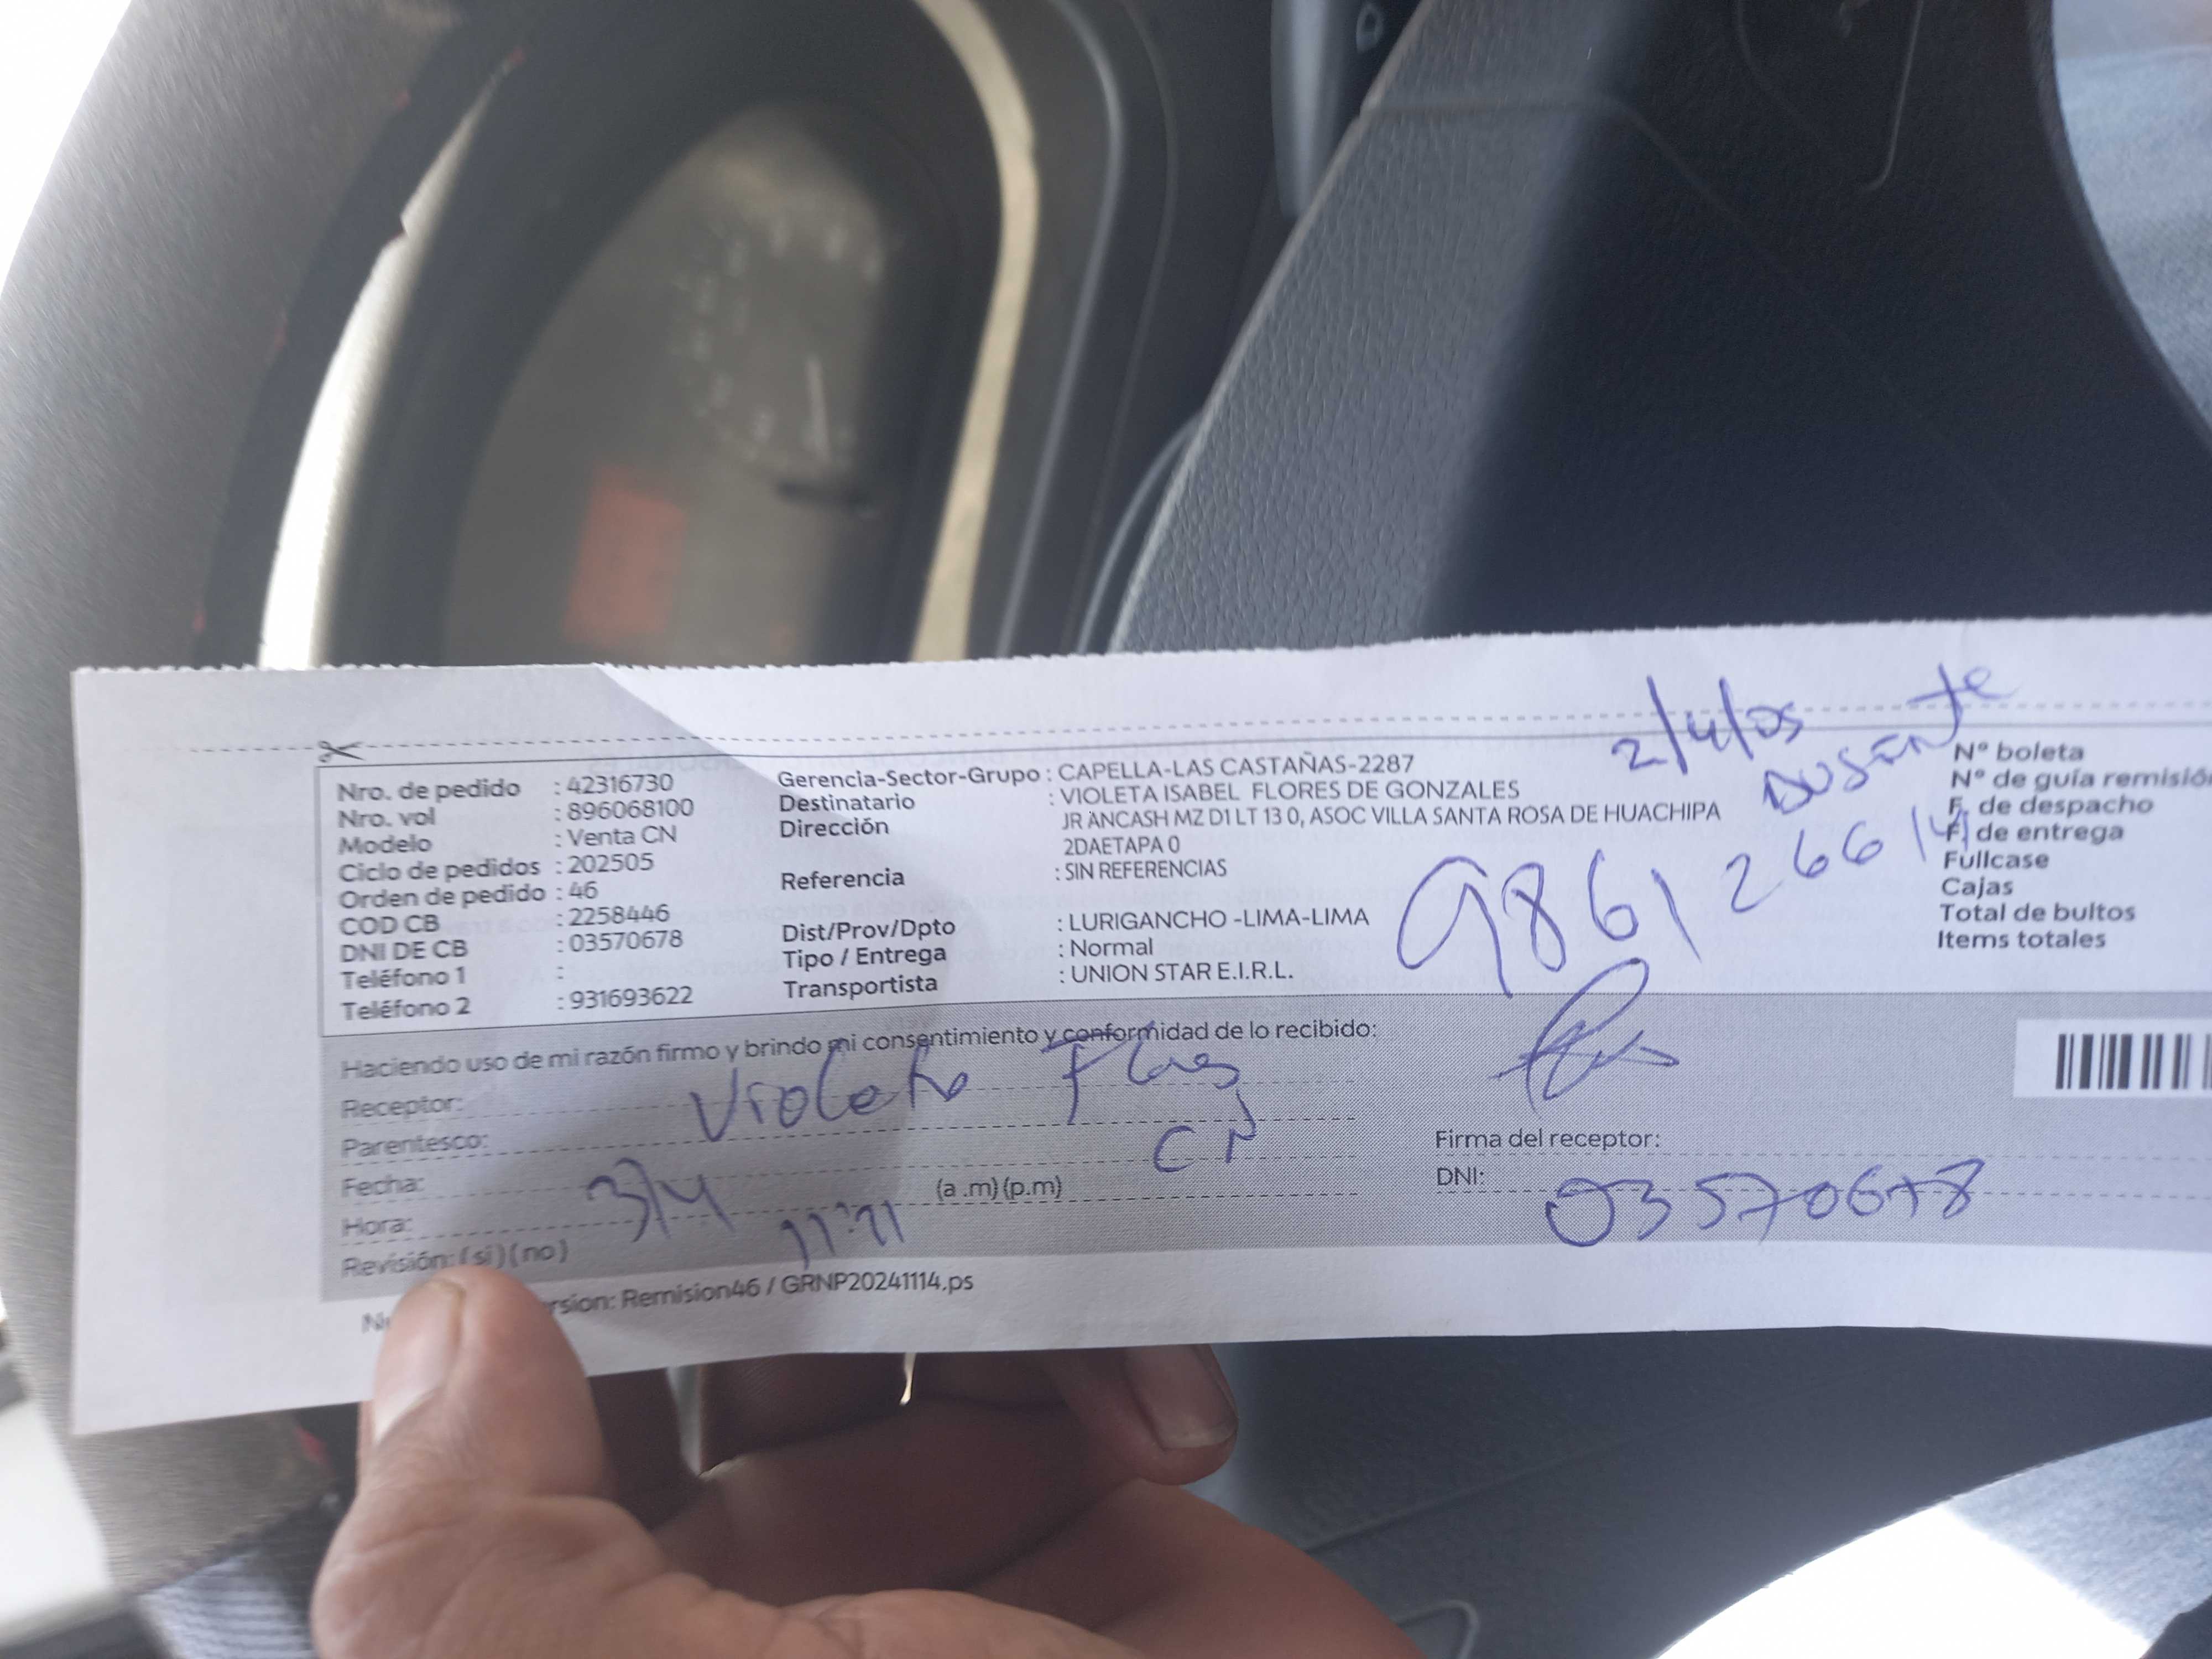 2/4/05
Ausente
Nro. de pedido : 42316730
Nro. vol : 896068100
Modelo : Venta CN
Ciclo de pedidos : 202505
Orden de pedido : 46
COD CB : 2258446
DNI DE CB : 03570678
Teléfono 1 :
Teléfono 2 : 931693622
Gerencia-Sector-Grupo : CAPELLA-LAS CASTAÑAS-2287
Destinatario : VIOLETA ISABEL FLORES DE GONZALES
Dirección JR ANCASH MZ D1 LT 13 0, ASOC VILLA SANTA ROSA DE HUACHIPA
2DAETAPA 0
Referencia : SIN REFERENCIAS
Dist/Prov/Dpto : LURIGANCHO -LIMA-LIMA
Tipo / Entrega : Normal
Transportista : UNION STAR E.I.R.L.
986126614
N° boleta
N° de guía remisión
F. de despacho
F. de entrega
Fullcase
Cajas
Total de bultos
Items totales
Haciendo uso de mi razón firmo y brindo mi consentimiento y conformidad de lo recibido:
Receptor: Violeta Flores
Parentesco: CN
Fecha: 3/4
Hora: 11:21 (a .m) (p.m)
Revisión: (si) (no)
Firma del receptor:
DNI: 03570678
rsion: Remision46 / GRNP20241114.ps